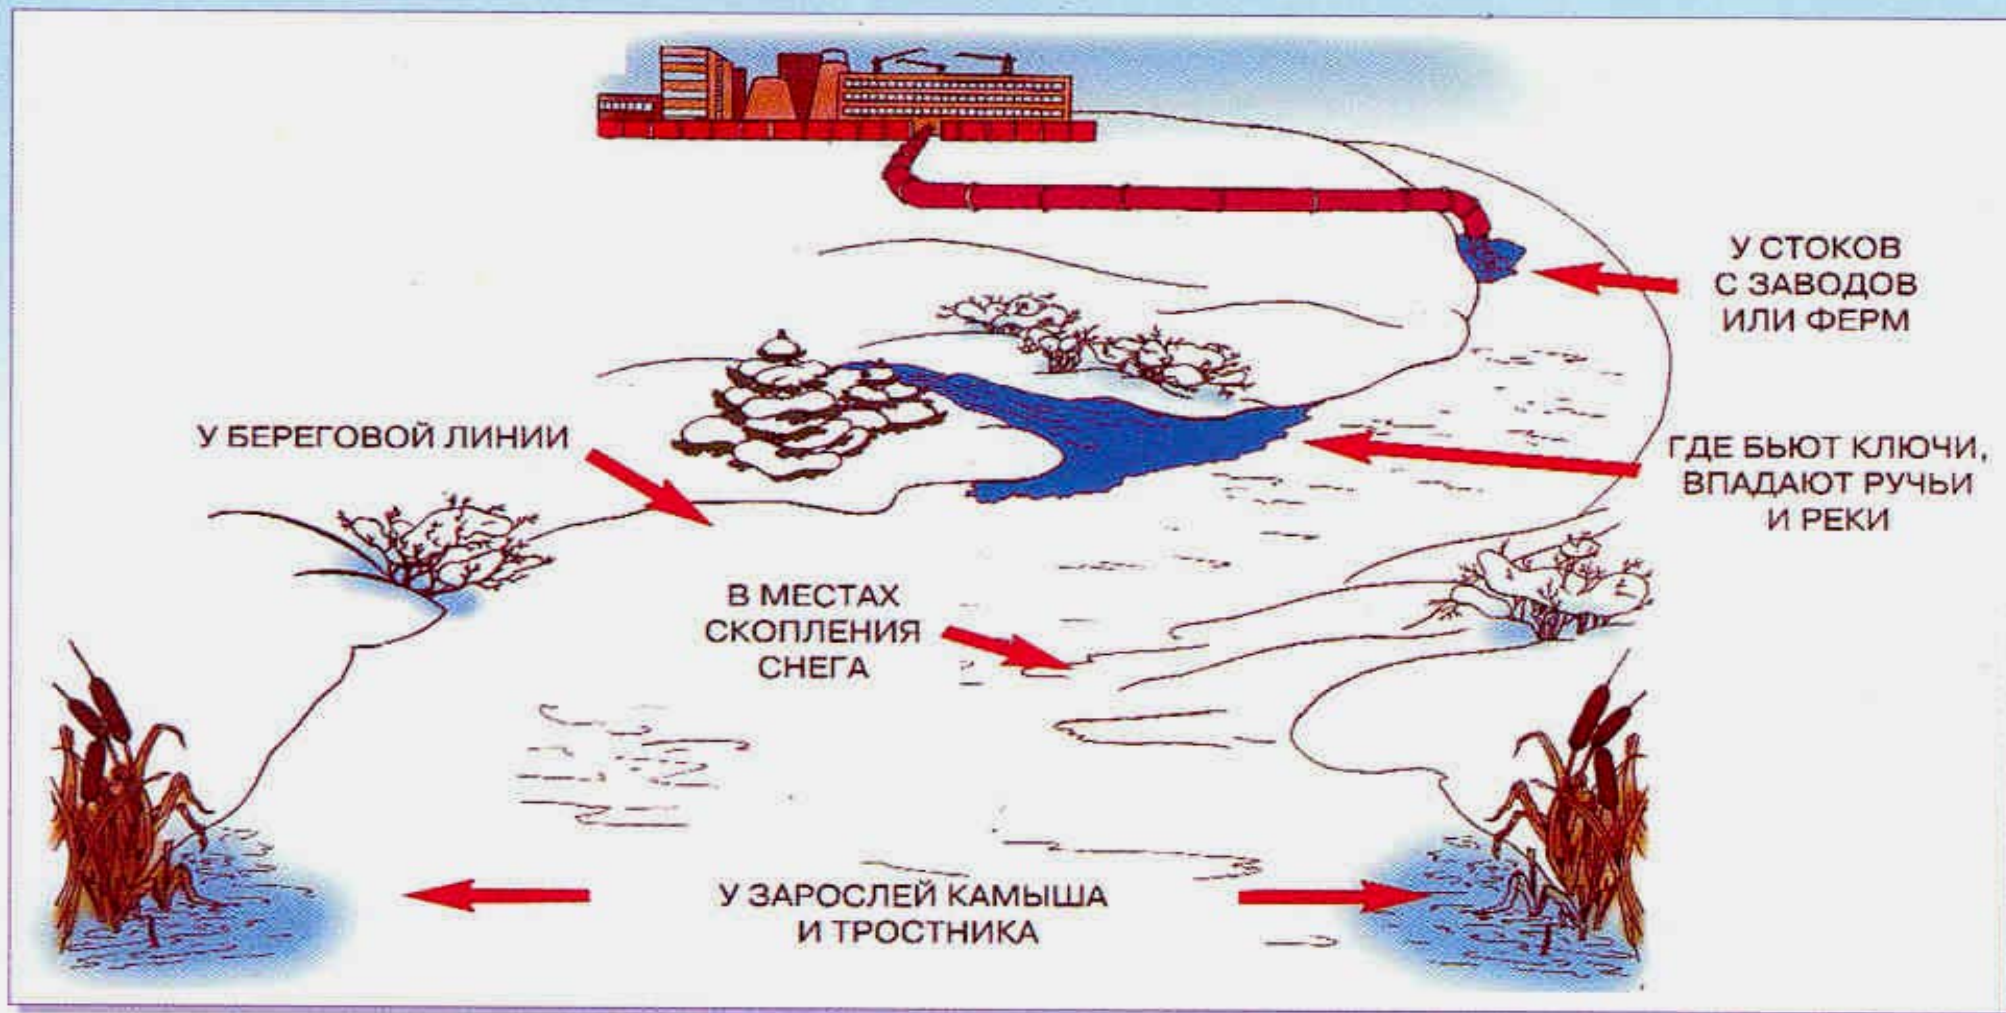 У СТОКОВ
С ЗАВОДОВ
ИЛИ ФЕРМ
У БЕРЕГОВОЙ ЛИНИИ
ГДЕ БЬЮТ КЛЮЧИ,
ВПАДАЮТ РУЧЬИ
И РЕКИ
В МЕСТАХ
СКОПЛЕНИЯ
СНЕГА
У ЗАРОСЛЕЙ КАМЫША
И ТРОСТНИКА